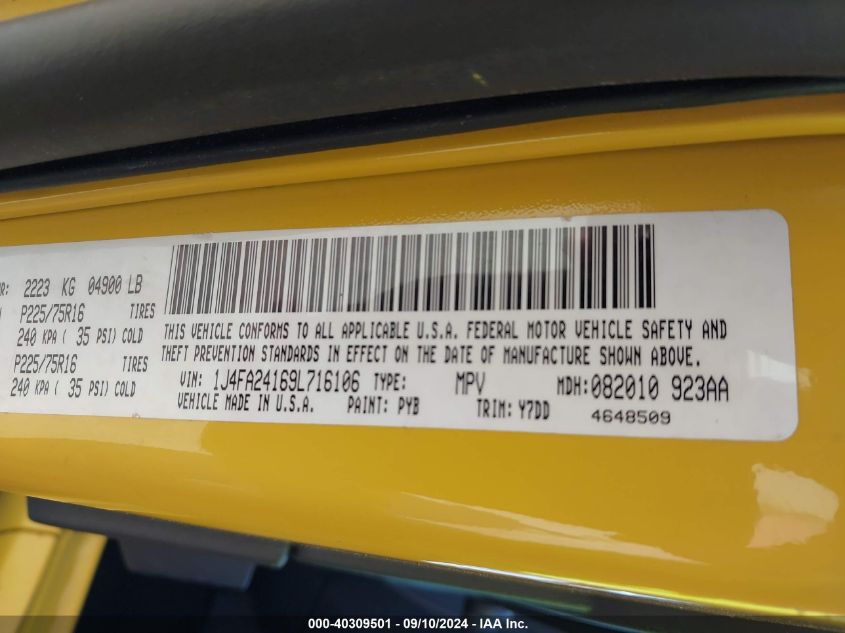 R: 2223 KG 04900 LB
P225/75R16 TIRES
240 KPA ( 35 PSI) COLD
P225/75R16 TIRES
240 KPA ( 35 PSI) COLD
THIS VEHICLE CONFORMS TO ALL APPLICABLE U.S.A. FEDERAL MOTOR VEHICLE SAFETY AND
THEFT PREVENTION STANDARDS IN EFFECT ON THE DATE OF MANUFACTURE SHOWN ABOVE.
VIN: 1J4FA24169L716106 TYPE: MPV MDH: 082010 923AA
VEHICLE MADE IN U.S.A. PAINT: PYB TRIM: Y7DD 4648509
000-40309501 - 09/10/2024 - IAA Inc.